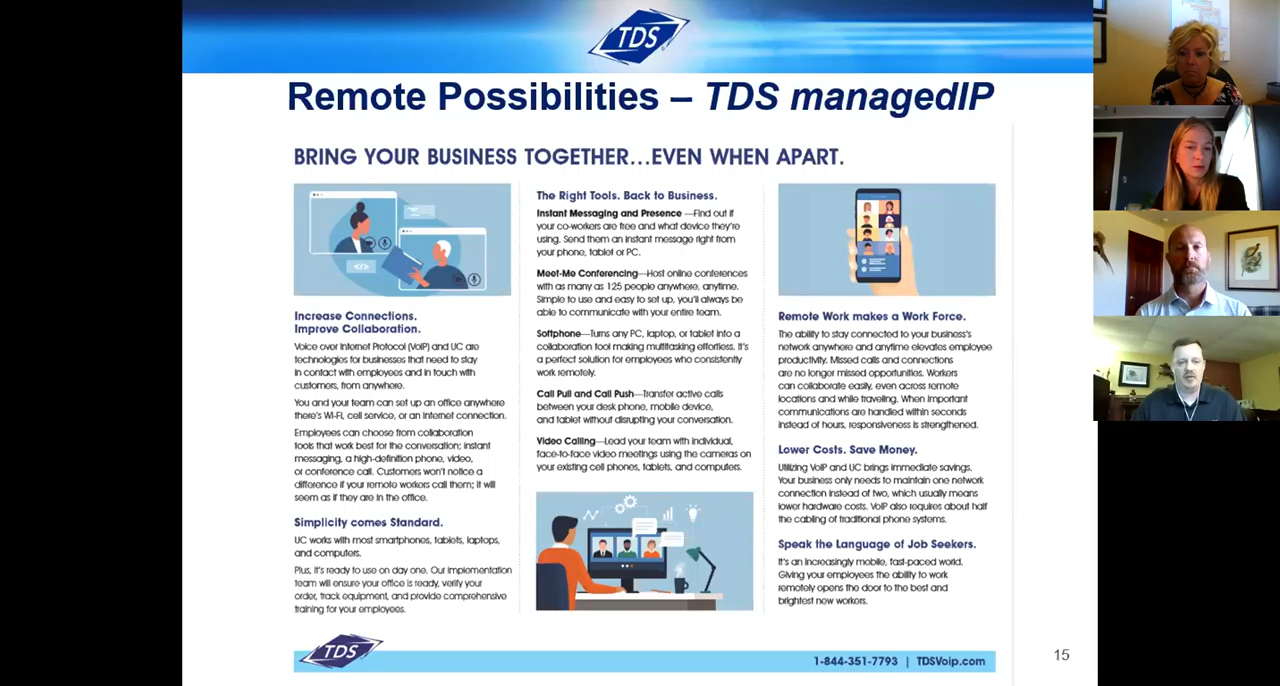 TDS
Remote Possibilities – TDS managedIP
BRING YOUR BUSINESS TOGETHER...EVEN WHEN APART.
Increase Connections.
Improve Collaboration.
Voice over Internet Protocol (VoIP) and UC are
technologies for businesses that need to stay
in contact with employees and in touch with
customers, from anywhere.
You and your team can set up an office anywhere
there's Wi-Fi, cell service, or an Internet connection.
Employees can choose from collaboration
tools that work best for the conversation; instant
messaging, a high-definition phone, video,
or conference call. Customers won't notice a
difference if your remote workers call them; it will
seem as if they are in the office.
Simplicity comes Standard.
UC works with most smartphones, tablets, laptops,
and computers.
Plus, it's ready to use on day one. Our implementation
team will ensure your office is ready, verify your
order, track equipment, and provide comprehensive
training for your employees.
The Right Tools. Back to Business.
Instant Messaging and Presence —Find out if
your co-workers are free and what device they're
using. Send them an instant message right from
your phone, tablet or PC.
Meet-Me Conferencing—Host online conferences
with as many as 125 people anywhere, anytime.
Simple to use and easy to set up, you'll always be
able to communicate with your entire team.
Softphone—Turns any PC, laptop, or tablet into a
collaboration tool making multitasking effortless. It's
a perfect solution for employees who consistently
work remotely.
Call Pull and Call Push—Transfer active calls
between your desk phone, mobile device,
and tablet without disrupting your conversation.
Video Calling—Lead your team with individual,
face-to-face video meetings using the cameras on
your existing cell phones, tablets, and computers.
Remote Work makes a Work Force.
The ability to stay connected to your business's
network anywhere and anytime elevates employee
productivity. Missed calls and connections
are no longer missed opportunities. Workers
can collaborate easily, even across remote
locations and while traveling. When important
communications are handled within seconds
instead of hours, responsiveness is strengthened.
Lower Costs. Save Money.
Utilizing VoIP and UC brings immediate savings.
Your business only needs to maintain one network
connection instead of two, which usually means
lower hardware costs. VoIP also requires about half
the cabling of traditional phone systems.
Speak the Language of Job Seekers.
It's an increasingly mobile, fast-paced world.
Giving your employees the ability to work
remotely opens the door to the best and
brightest new workers.
TDS
1-844-351-7793 | TDSVoip.com
15